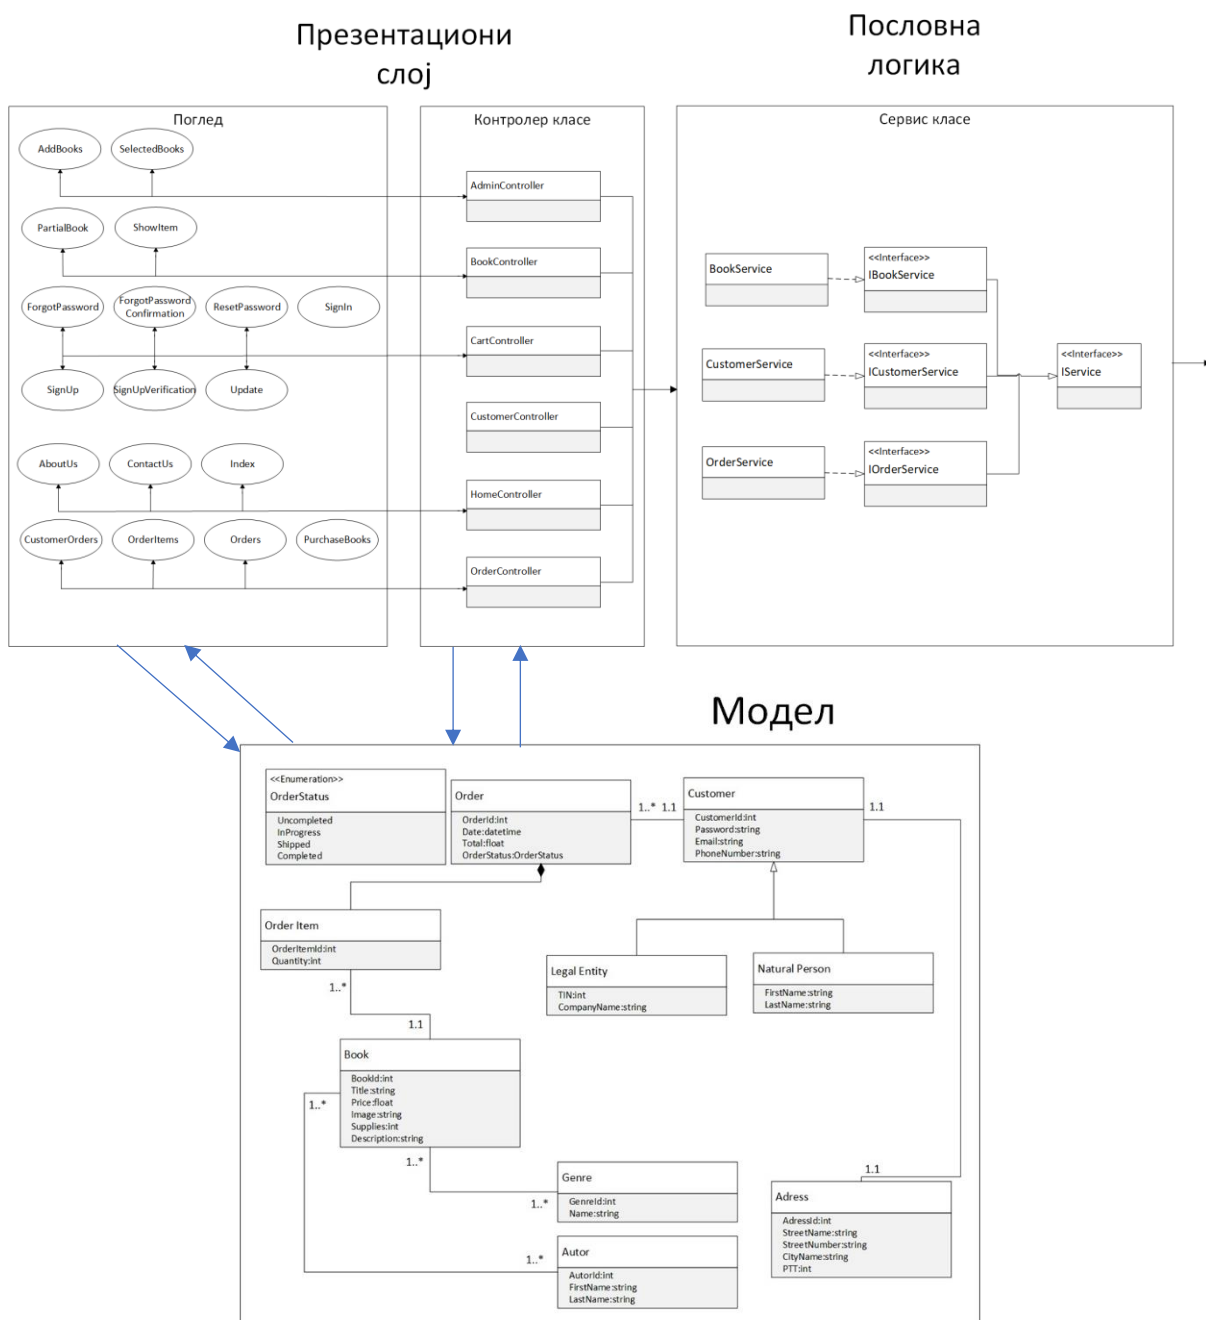 Презентациони
слој
Пословна
логика
Поглед
AddBooks
SelectedBooks
PartialBook
ShowItem
ForgotPassword
ForgotPassword
Confirmation
ResetPassword
SignIn
SignUp
SignUpVerification
Update
AboutUs
ContactUs
Index
CustomerOrders
OrderItems
Orders
PurchaseBooks
Контролер класе
AdminController
BookController
CartController
CustomerController
HomeController
OrderController
Сервис класе
BookService
<<Interface>>
IBookService
CustomerService
<<Interface>>
ICustomerService
<<Interface>>
IService
OrderService
<<Interface>>
IOrderService
Модел
<<Enumeration>>
OrderStatus
Uncompleted
InProgress
Shipped
Completed
Order
OrderId:int
Date:datetime
Total:float
OrderStatus:OrderStatus
1..* 1.1
Customer
CustomerId:int
Password:string
Email:string
PhoneNumber:string
1.1
Order Item
OrderItemId:int
Quantity:int
Legal Entity
TIN:int
CompanyName:string
Natural Person
FirstName:string
LastName:string
1..*
1.1
Book
BookId:int
Title:string
Price:float
Image:string
Supplies:int
Description:string
1..*
1..*
1..*
Genre
GenreId:int
Name:string
1.1
Adress
AdressId:int
StreetName:string
StreetNumber:string
CityName:string
PTT:int
1..*
Autor
AutorId:int
FirstName:string
LastName:string